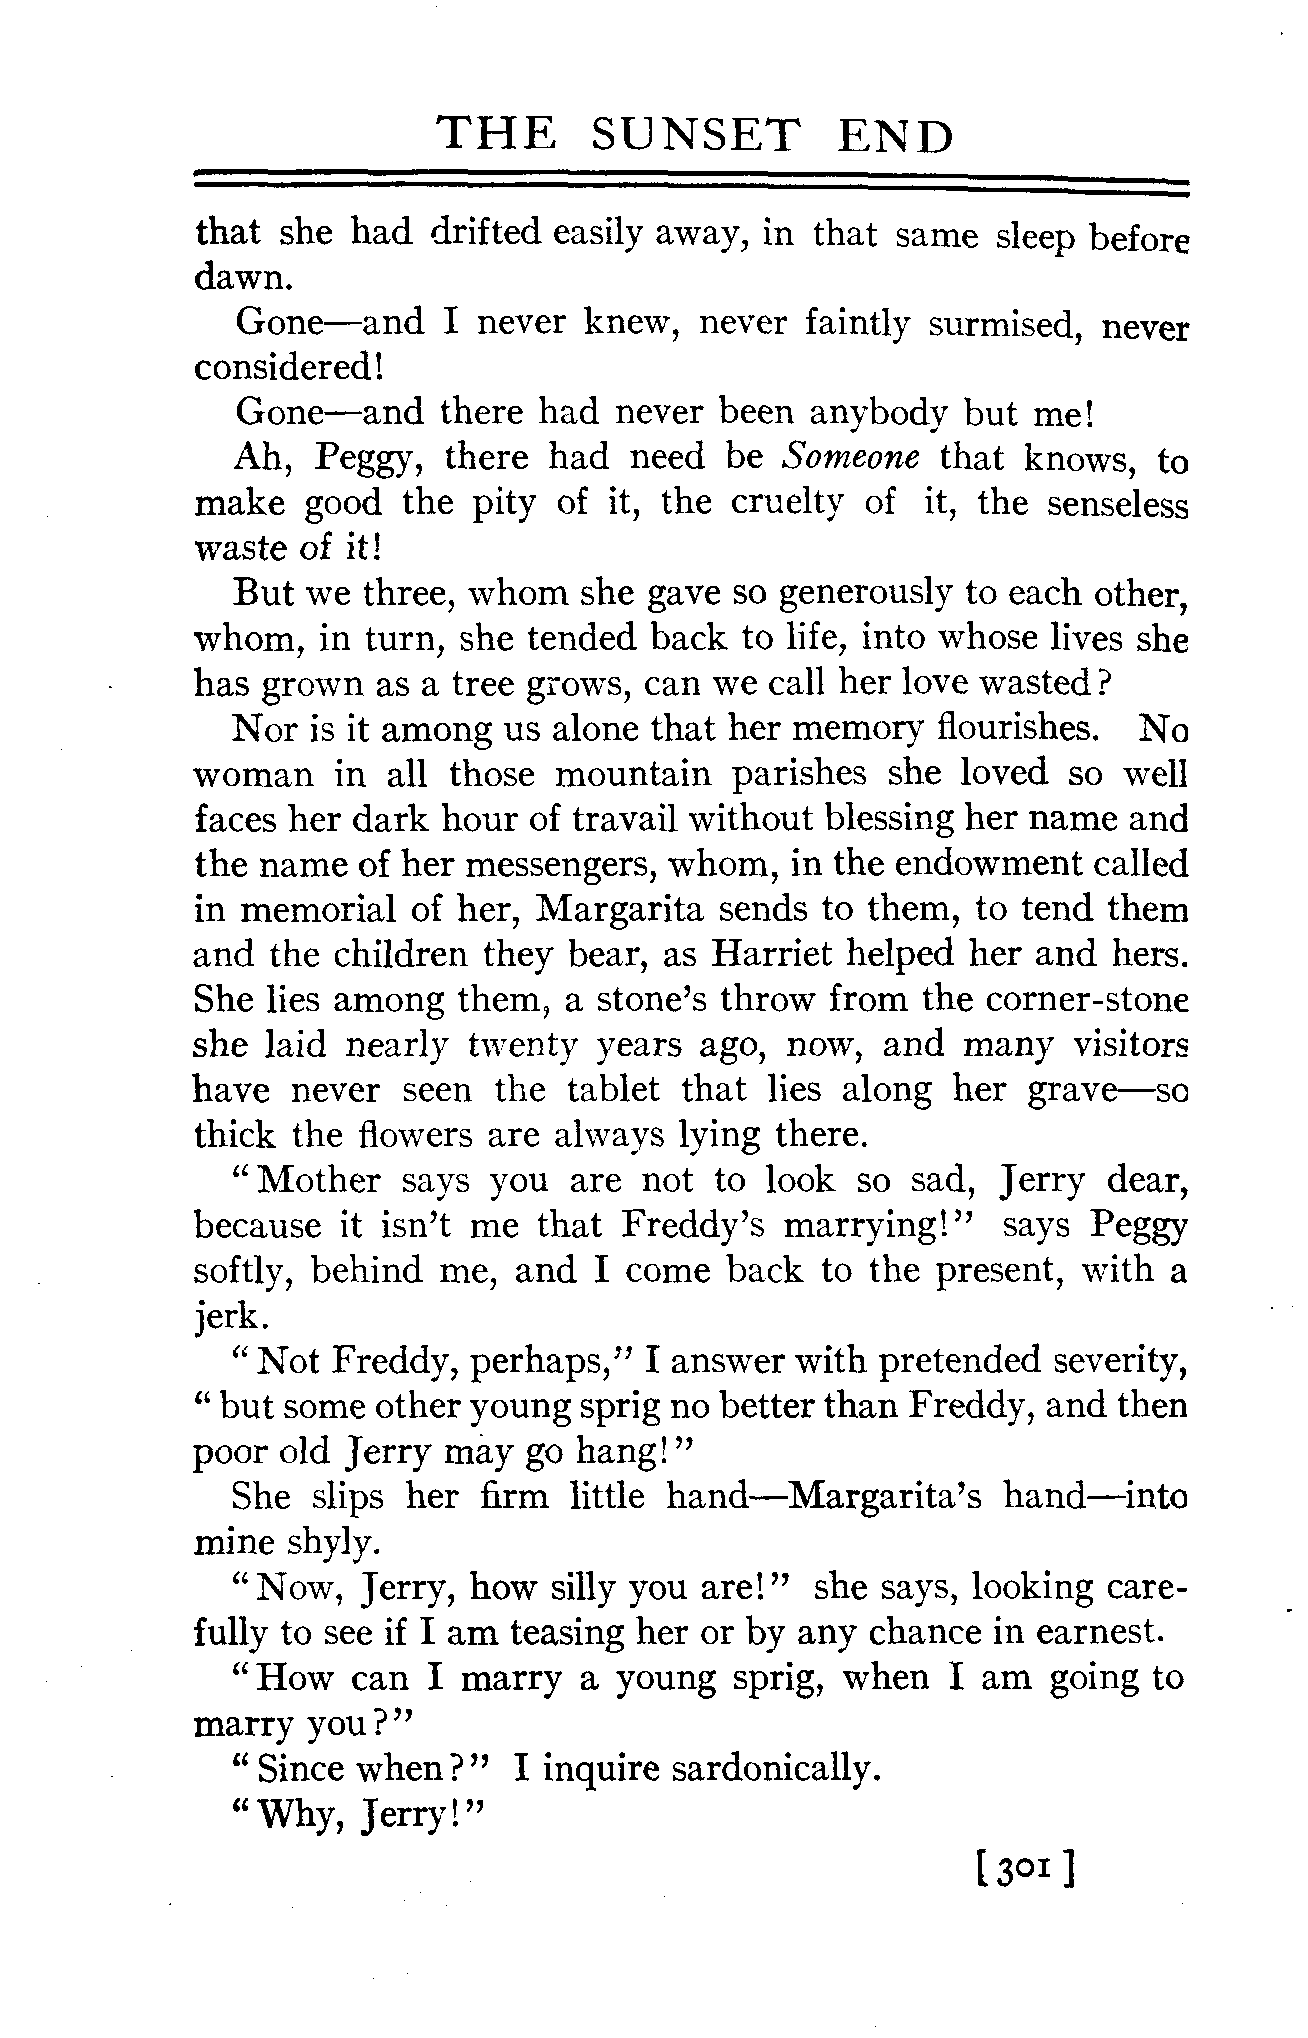 THE SUNSET END
that she had drifted easily away, in that same sleep before
dawn.
Gone—and I never knew, never faintly surmised, never
considered!
Gone—and there had never been anybody but me!
Ah, Peggy, there had need be Someone that knows, to
make good the pity of it, the cruelty of it, the senseless
waste of it!
But we three, whom she gave so generously to each other,
whom, in turn, she tended back to life, into whose lives she
has grown as a tree grows, can we call her love wasted?
Nor is it among us alone that her memory flourishes. No
woman in all those mountain parishes she loved so well
faces her dark hour of travail without blessing her name and
the name of her messengers, whom, in the endowment called
in memorial of her, Margarita sends to them, to tend them
and the children they bear, as Harriet helped her and hers.
She lies among them, a stone's throw from the corner-stone
she laid nearly twenty years ago, now, and many visitors
have never seen the tablet that lies along her grave—so
thick the flowers are always lying there.
"Mother says you are not to look so sad, Jerry dear,
because it isn't me that Freddy's marrying!" says Peggy
softly, behind me, and I come back to the present, with a
jerk.
"Not Freddy, perhaps," I answer with pretended severity,
"but some other young sprig no better than Freddy, and then
poor old Jerry may go hang!"
She slips her firm little hand—Margarita's hand—into
mine shyly.
"Now, Jerry, how silly you are!" she says, looking care-
fully to see if I am teasing her or by any chance in earnest.
"How can I marry a young sprig, when I am going to
marry you?"
"Since when?" I inquire sardonically.
"Why, Jerry!"
[301]